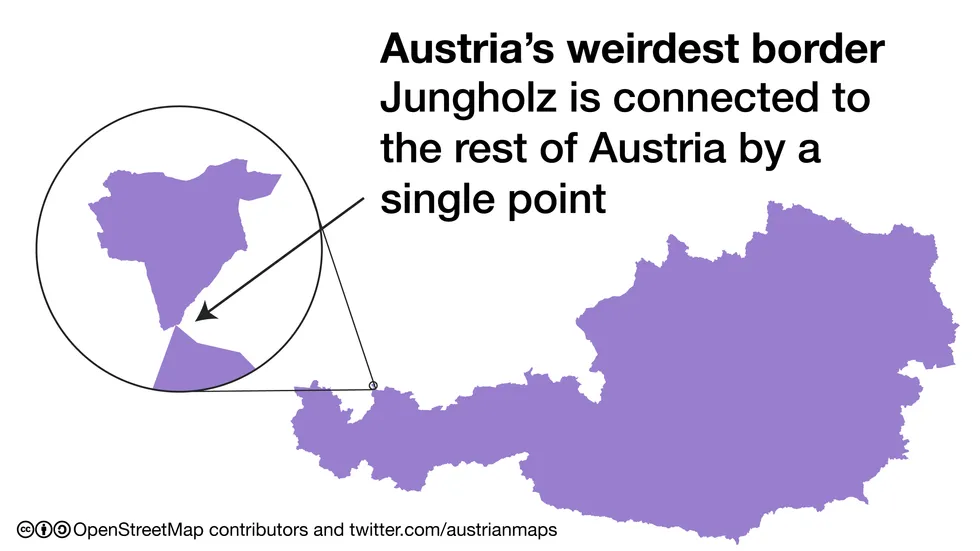 Austria’s weirdest border
Jungholz is connected to
the rest of Austria by a
single point
OpenStreetMap contributors and twitter.com/austrianmaps